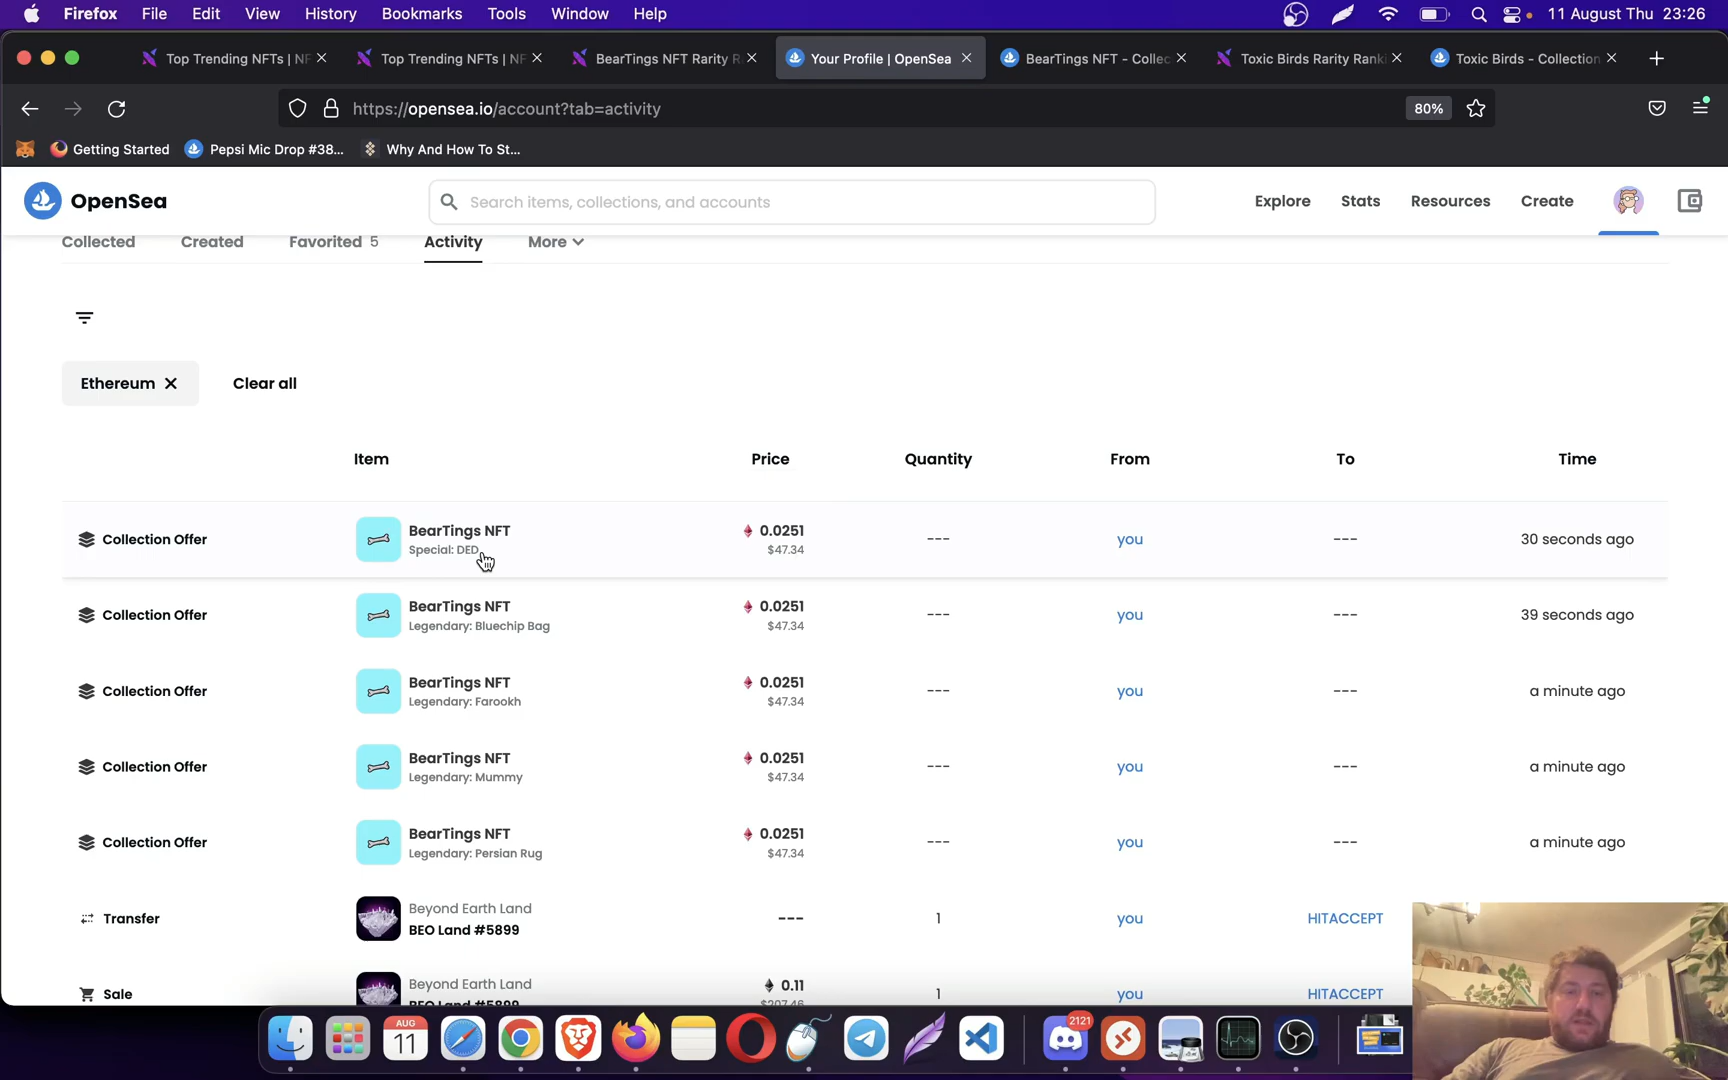 Firefox File Edit View History Bookmarks Tools Window Help 11 August Thu 23:26
Top Trending NFTs | NF Top Trending NFTs | NF BearTings NFT Rarity R Your Profile | OpenSea BearTings NFT - Collec Toxic Birds Rarity Ranki Toxic Birds - Collection
https://opensea.io/account?tab=activity 80%
Getting Started Pepsi Mic Drop #38... Why And How To St...
OpenSea Search items, collections, and accounts Explore Stats Resources Create
Collected Created Favorited 5 Activity More
Ethereum Clear all
Item Price Quantity From To Time
Collection Offer BearTings NFT 0.0251 --- you --- 30 seconds ago
Special: DED $47.34
Collection Offer BearTings NFT 0.0251 --- you --- 39 seconds ago
Legendary: Bluechip Bag $47.34
Collection Offer BearTings NFT 0.0251 --- you --- a minute ago
Legendary: Farookh $47.34
Collection Offer BearTings NFT 0.0251 --- you --- a minute ago
Legendary: Mummy $47.34
Collection Offer BearTings NFT 0.0251 --- you --- a minute ago
Legendary: Persian Rug $47.34
Transfer Beyond Earth Land --- 1 you HITACCEPT
BEO Land #5899
Sale Beyond Earth Land 0.11 1 you HITACCEPT
BEO Land #5899 $207.46
AUG
11
2121